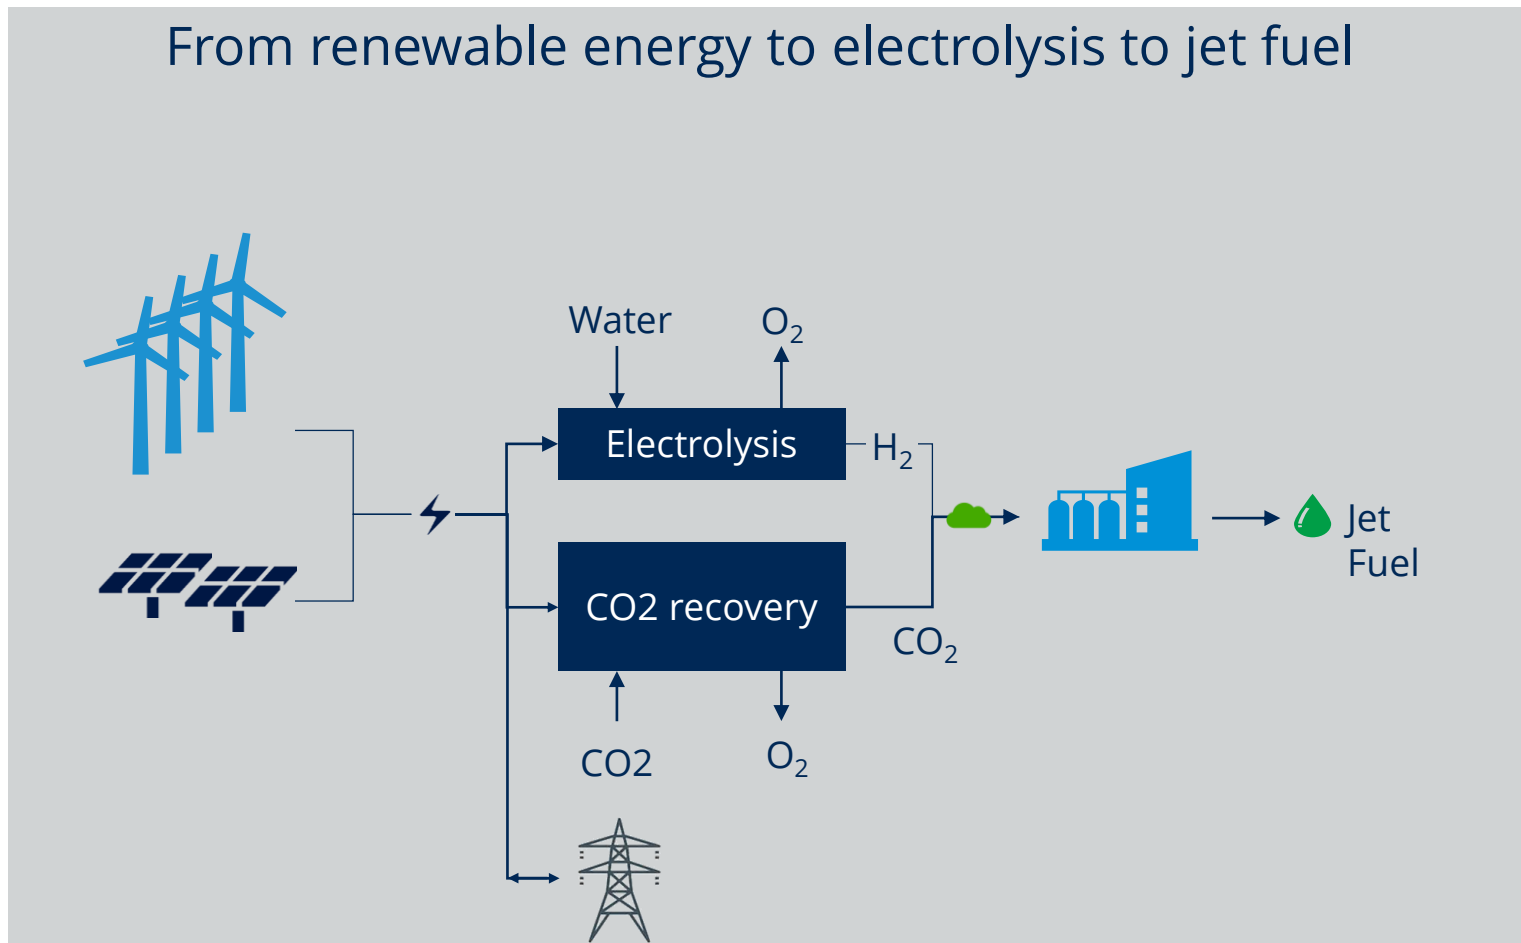 From renewable energy to electrolysis to jet fuel
Water
O₂
Electrolysis
H₂
Jet
Fuel
CO2 recovery
CO₂
CO2
O₂